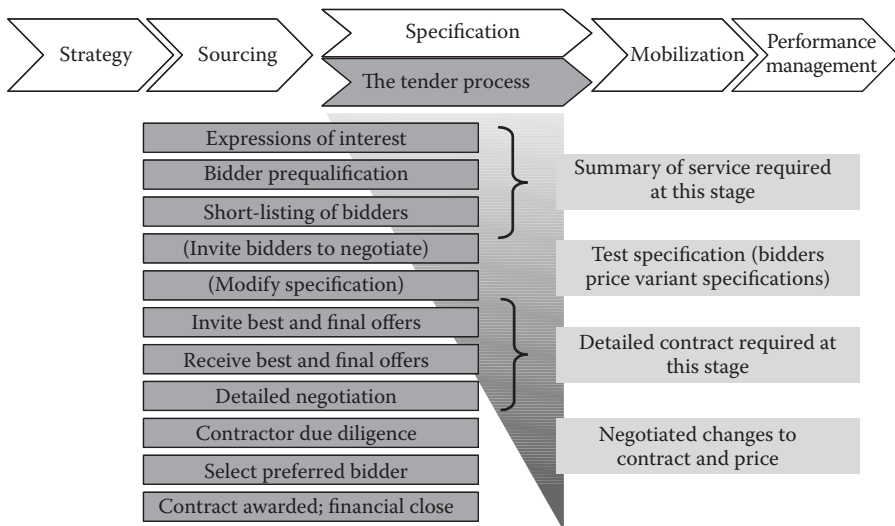 Strategy
Sourcing
Specification
The tender process
Mobilization
Performance
management
Expressions of interest
Bidder prequalification
Short-listing of bidders
(Invite bidders to negotiate)
(Modify specification)
Invite best and final offers
Receive best and final offers
Detailed negotiation
Contractor due diligence
Select preferred bidder
Contract awarded; financial close
Summary of service required
at this stage
Test specification (bidders
price variant specifications)
Detailed contract required at
this stage
Negotiated changes to
contract and price